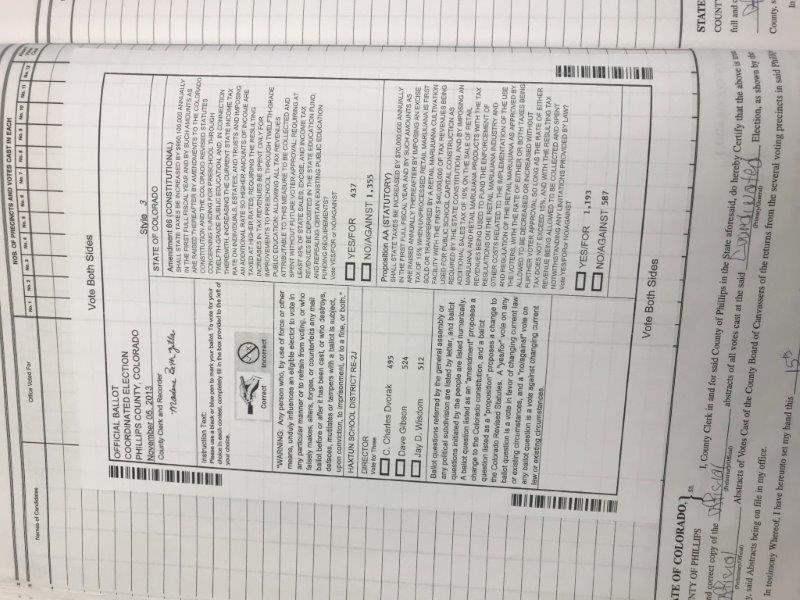 BDS. OF PRECINCTS AND VOTES CAST IN EACH
No. 1
No. 2
No. 3
No. 4
No. 5
No. 6
No. 7
No. 8
No. 9
No. 10
No. 11
No. 12
Office Voted For
Names of Candidates
Vote Both Sides
OFFICIAL BALLOT
COORDINATED ELECTION
PHILLIPS COUNTY, COLORADO
November 05, 2013
County Clerk and Recorder
Instruction Text:
Please use a black or blue ink to mark your ballot. To vote for your
choice in each contest, completely fill in the box provided to the left of
your choice.
Correct
Incorrect
"WARNING: Any person who, by use of force or other
means, unduly influences an eligible elector to vote in
any particular manner or to refrain from voting, or who
falsely makes, alters, forges, or counterfeits any mail
ballot before or after it has been cast, or who destroys,
defaces, mutilates or tampers with a ballot is subject,
upon conviction, to imprisonment, or to a fine, or both."
HAXTUN SCHOOL DISTRICT RE-2J
DIRECTOR
Vote for Three
C. Charles Dvorak 495
Dave Gibson 524
Jay D. Wisdom 512
Ballot questions referred by the general assembly or
any political subdivision are listed by letter, and ballot
questions initiated by the people are listed numerically.
A ballot question listed as an "amendment" proposes a
change to the Colorado constitution, and a ballot
question listed as a "proposition" proposes a change to
the Colorado Revised Statutes. A "yes/for" vote on any
ballot question is a vote in favor of changing current law
or existing circumstances, and a "no/against" vote on
any ballot question is a vote against changing current
law or existing circumstances.
Style 3
STATE OF COLORADO
Amendment 66 (CONSTITUTIONAL)
SHALL STATE TAXES BE INCREASED BY $950,100,000 ANNUALLY
IN THE FIRST FULL FISCAL YEAR AND BY SUCH AMOUNTS AS
ARE RAISED THEREAFTER BY AMENDMENTS TO THE COLORADO
CONSTITUTION AND THE COLORADO REVISED STATUTES
CONCERNING FUNDING FOR PRESCHOOL THROUGH
TWELFTH-GRADE PUBLIC EDUCATION, AND, IN CONNECTION
THEREWITH, INCREASING THE CURRENT STATE INCOME TAX
RATE ON INDIVIDUALS, ESTATES, AND TRUSTS AND IMPOSING
AN ADDITIONAL RATE SO HIGHER AMOUNTS OF INCOME ARE
TAXED AT HIGHER RATES; REQUIRING THE RESULTING
INCREASES IN TAX REVENUES BE SPENT ONLY FOR
IMPROVEMENTS TO PRESCHOOL THROUGH TWELFTH-GRADE
PUBLIC EDUCATION; ALLOWING ALL TAX REVENUES
ATTRIBUTABLE TO THIS MEASURE TO BE COLLECTED AND
SPENT WITHOUT FUTURE VOTER APPROVAL; REQUIRING AT
LEAST 43% OF STATE SALES, EXCISE, AND INCOME TAX
REVENUES BE DEPOSITED IN THE STATE EDUCATION FUND;
AND REPEALING CERTAIN EXISTING PUBLIC EDUCATION
FUNDING REQUIREMENTS?
Vote YES/FOR or NO/AGAINST
YES/FOR 437
NO/AGAINST 1,355
Proposition AA (STATUTORY)
SHALL STATE TAXES BE INCREASED BY $70,000,000 ANNUALLY
IN THE FIRST FULL FISCAL YEAR AND BY SUCH AMOUNTS AS
ARE RAISED ANNUALLY THEREAFTER BY IMPOSING AN EXCISE
TAX OF 15% WHEN UNPROCESSED RETAIL MARIJUANA IS FIRST
SOLD OR TRANSFERRED BY A RETAIL MARIJUANA CULTIVATION
FACILITY WITH THE FIRST $40,000,000 OF TAX REVENUES BEING
USED FOR PUBLIC SCHOOL CAPITAL CONSTRUCTION AS
REQUIRED BY THE STATE CONSTITUTION, AND BY IMPOSING AN
ADDITIONAL SALES TAX OF 10% ON THE SALE OF RETAIL
MARIJUANA AND RETAIL MARIJUANA PRODUCTS WITH THE TAX
REVENUES BEING USED TO FUND THE ENFORCEMENT OF
REGULATIONS ON THE RETAIL MARIJUANA INDUSTRY AND
OTHER COSTS RELATED TO THE IMPLEMENTATION OF THE USE
AND REGULATION OF RETAIL MARIJUANA AS APPROVED BY
THE VOTERS, WITH THE RATE OF EITHER OR BOTH TAXES BEING
ALLOWED TO BE DECREASED OR INCREASED WITHOUT
FURTHER VOTER APPROVAL SO LONG AS THE RATE OF EITHER
TAX DOES NOT EXCEED 15%, AND WITH THE RESULTING TAX
REVENUE BEING ALLOWED TO BE COLLECTED AND SPENT
NOTWITHSTANDING ANY LIMITATIONS PROVIDED BY LAW?
Vote YES/FOR or NO/AGAINST
YES/FOR 1,193
NO/AGAINST 587
Vote Both Sides
TE OF COLORADO,
NTY OF PHILLIPS
ss.
I, County Clerk in and for said County of Phillips in the State aforesaid, do hereby Certify that the above is
nd correct copy of the
abstracts of all votes cast at the said Coordinated Election, as shown by the
Abstracts of Votes Cast of the County Board of Canvassers of the returns from the several voting precincts in said
y, said Abstracts being on file in my office.
In testimony Whereof, I have hereunto set my hand this 15th
STATE
COUNT
full and c
County, s
In